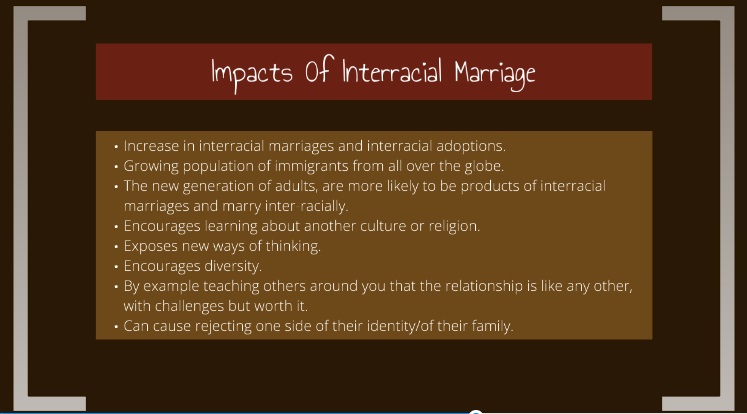 Impacts Of Interracial Marriage
• Increase in interracial marriages and interracial adoptions.
• Growing population of immigrants from all over the globe.
• The new generation of adults, are more likely to be products of interracial
marriages and marry inter-racially.
• Encourages learning about another culture or religion.
• Exposes new ways of thinking.
• Encourages diversity.
• By example teaching others around you that the relationship is like any other,
with challenges but worth it.
• Can cause rejecting one side of their identity/of their family.